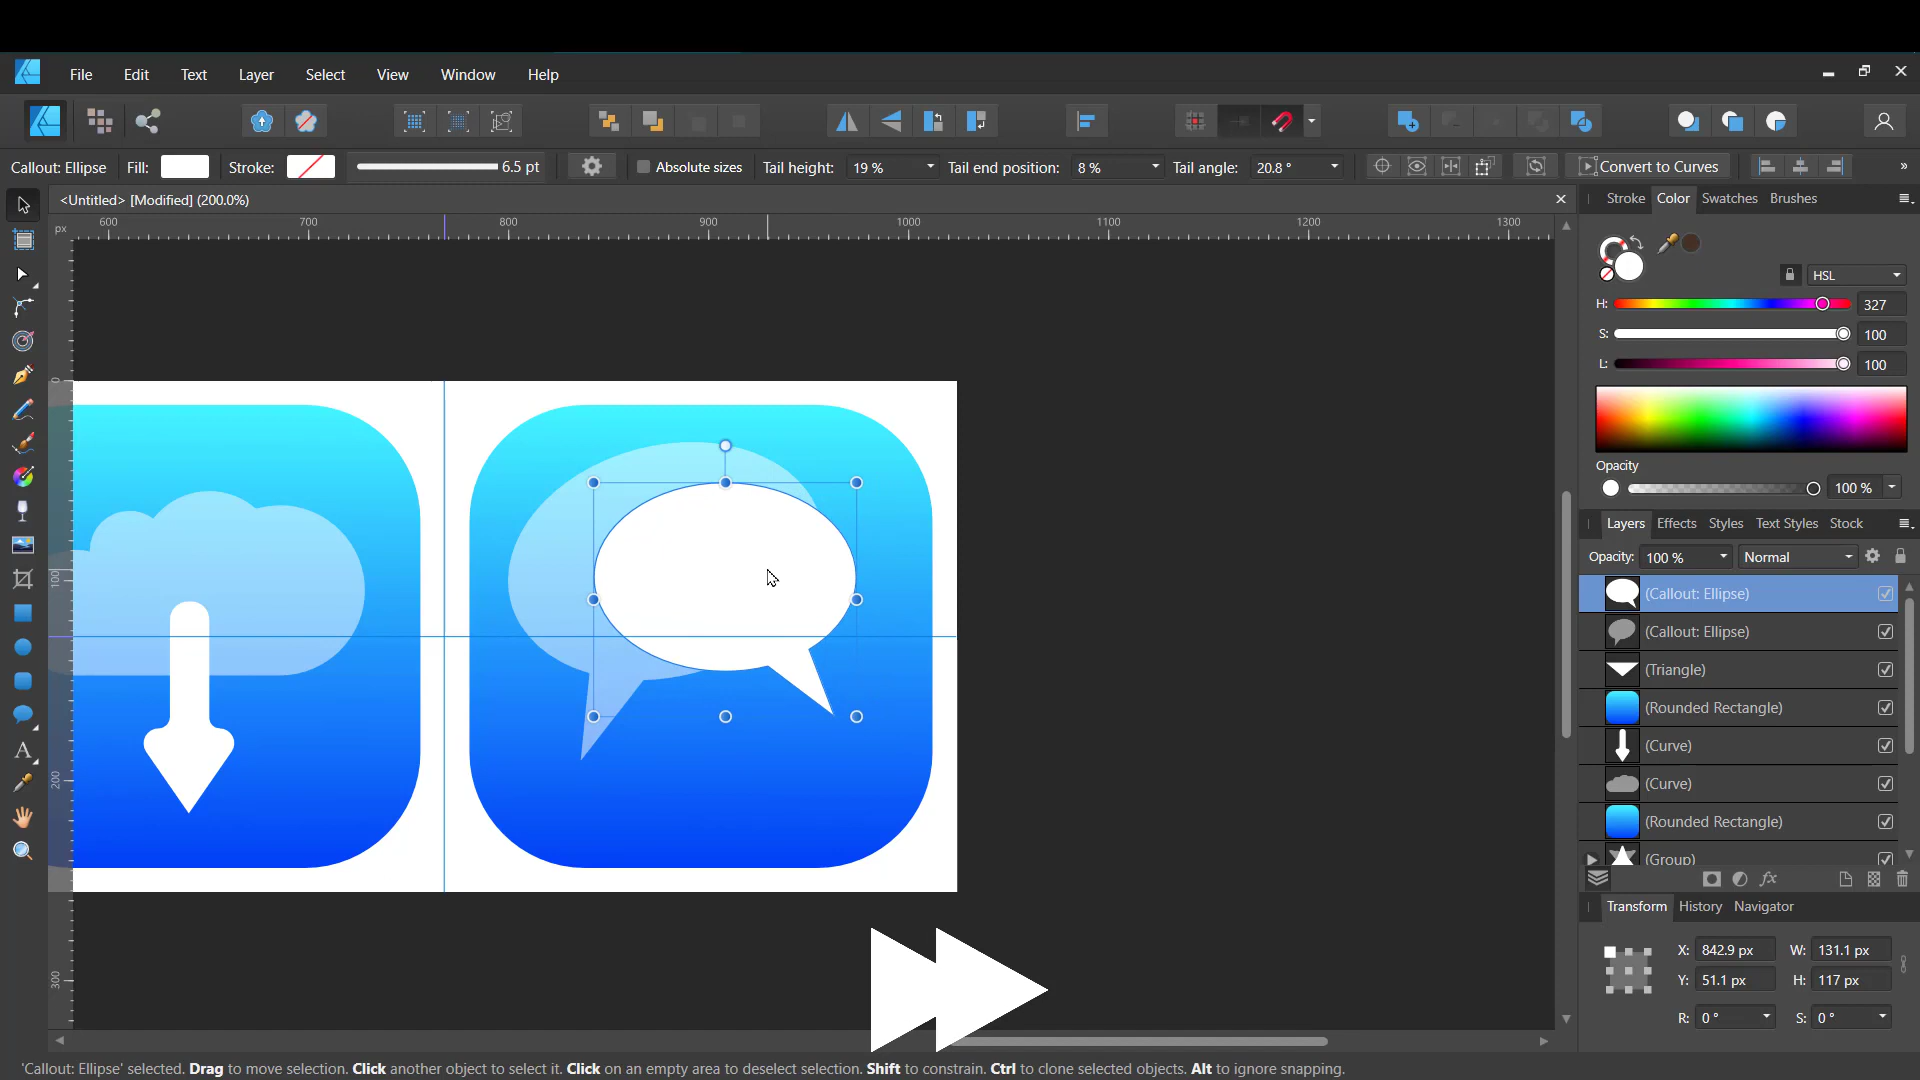 File Edit Text Layer Select View Window Help
Callout: Ellipse Fill: Stroke: 6.5 pt Absolute sizes Tail height: 19 % Tail end position: 8 % Tail angle: 20.8 ° Convert to Curves »
<Untitled> [Modified] (200.0%)
Stroke Color Swatches Brushes
px 600 700 800 900 1000 1100 1200 1300
0
100
200
300
HSL
H: 327
S: 100
L: 100
Opacity
100 %
Layers Effects Styles Text Styles Stock
Opacity: 100 % Normal
(Callout: Ellipse)
(Callout: Ellipse)
(Triangle)
(Rounded Rectangle)
(Curve)
(Curve)
(Rounded Rectangle)
(Group)
fx
Transform History Navigator
X: 842.9 px W: 131.1 px
Y: 51.1 px H: 117 px
R: 0 ° S: 0 °
A
'Callout: Ellipse' selected. Drag to move selection. Click another object to select it. Click on an empty area to deselect selection. Shift to constrain. Ctrl to clone selected objects. Alt to ignore snapping.